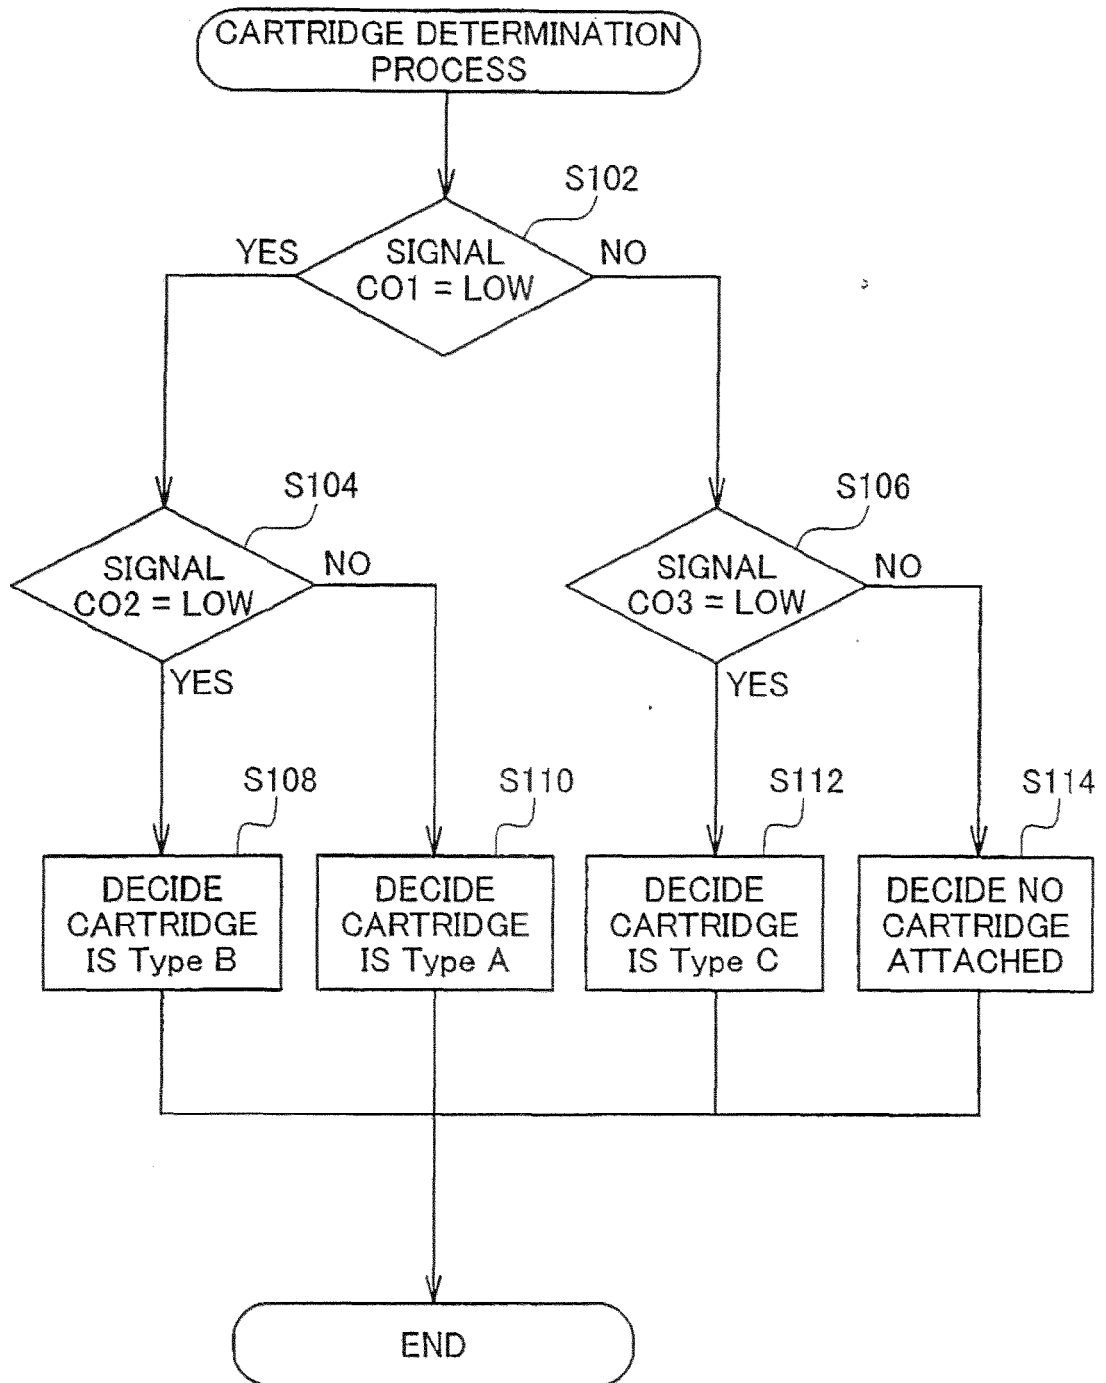 CARTRIDGE DETERMINATION
PROCESS
S102
YES
SIGNAL
CO1 = LOW
NO
S104
S106
SIGNAL
CO2 = LOW
NO
SIGNAL
CO3 = LOW
NO
YES
YES
S108
S110
S112
S114
DECIDE
CARTRIDGE
IS Type B
DECIDE
CARTRIDGE
IS Type A
DECIDE
CARTRIDGE
IS Type C
DECIDE NO
CARTRIDGE
ATTACHED
END